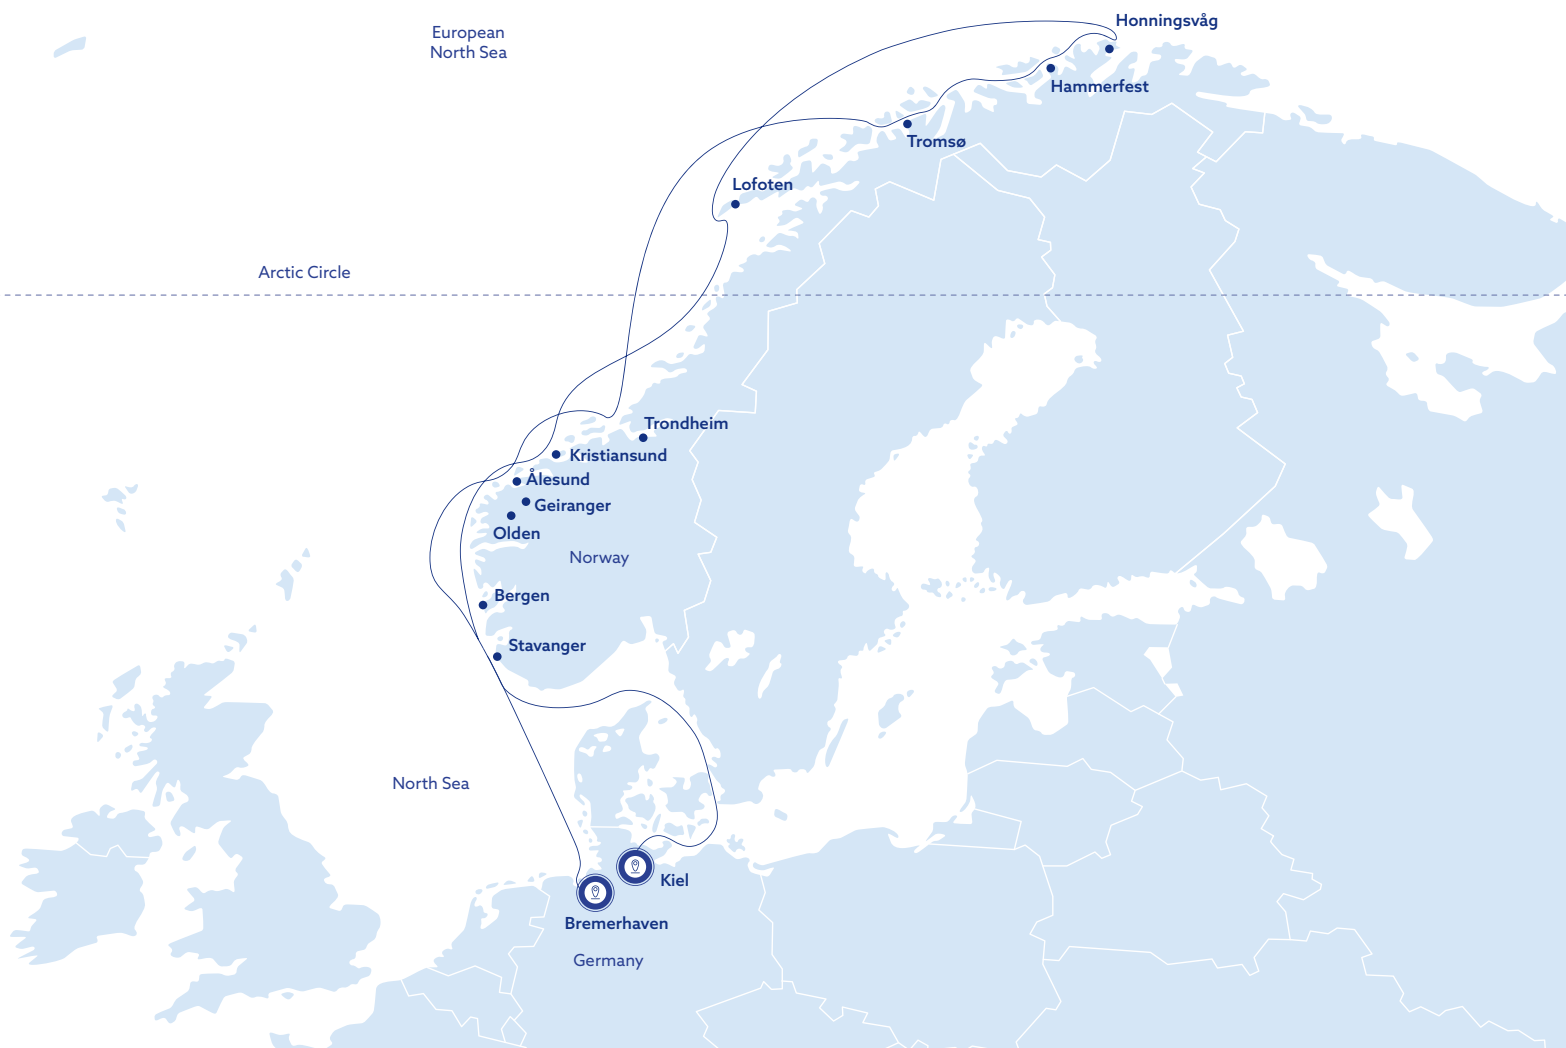 Honningsvåg
European
North Sea
Hammerfest
Tromsø
Lofoten
Arctic Circle
Trondheim
Kristiansund
Ålesund
Geiranger
Olden
Norway
Bergen
Stavanger
North Sea
Kiel
Bremerhaven
Germany